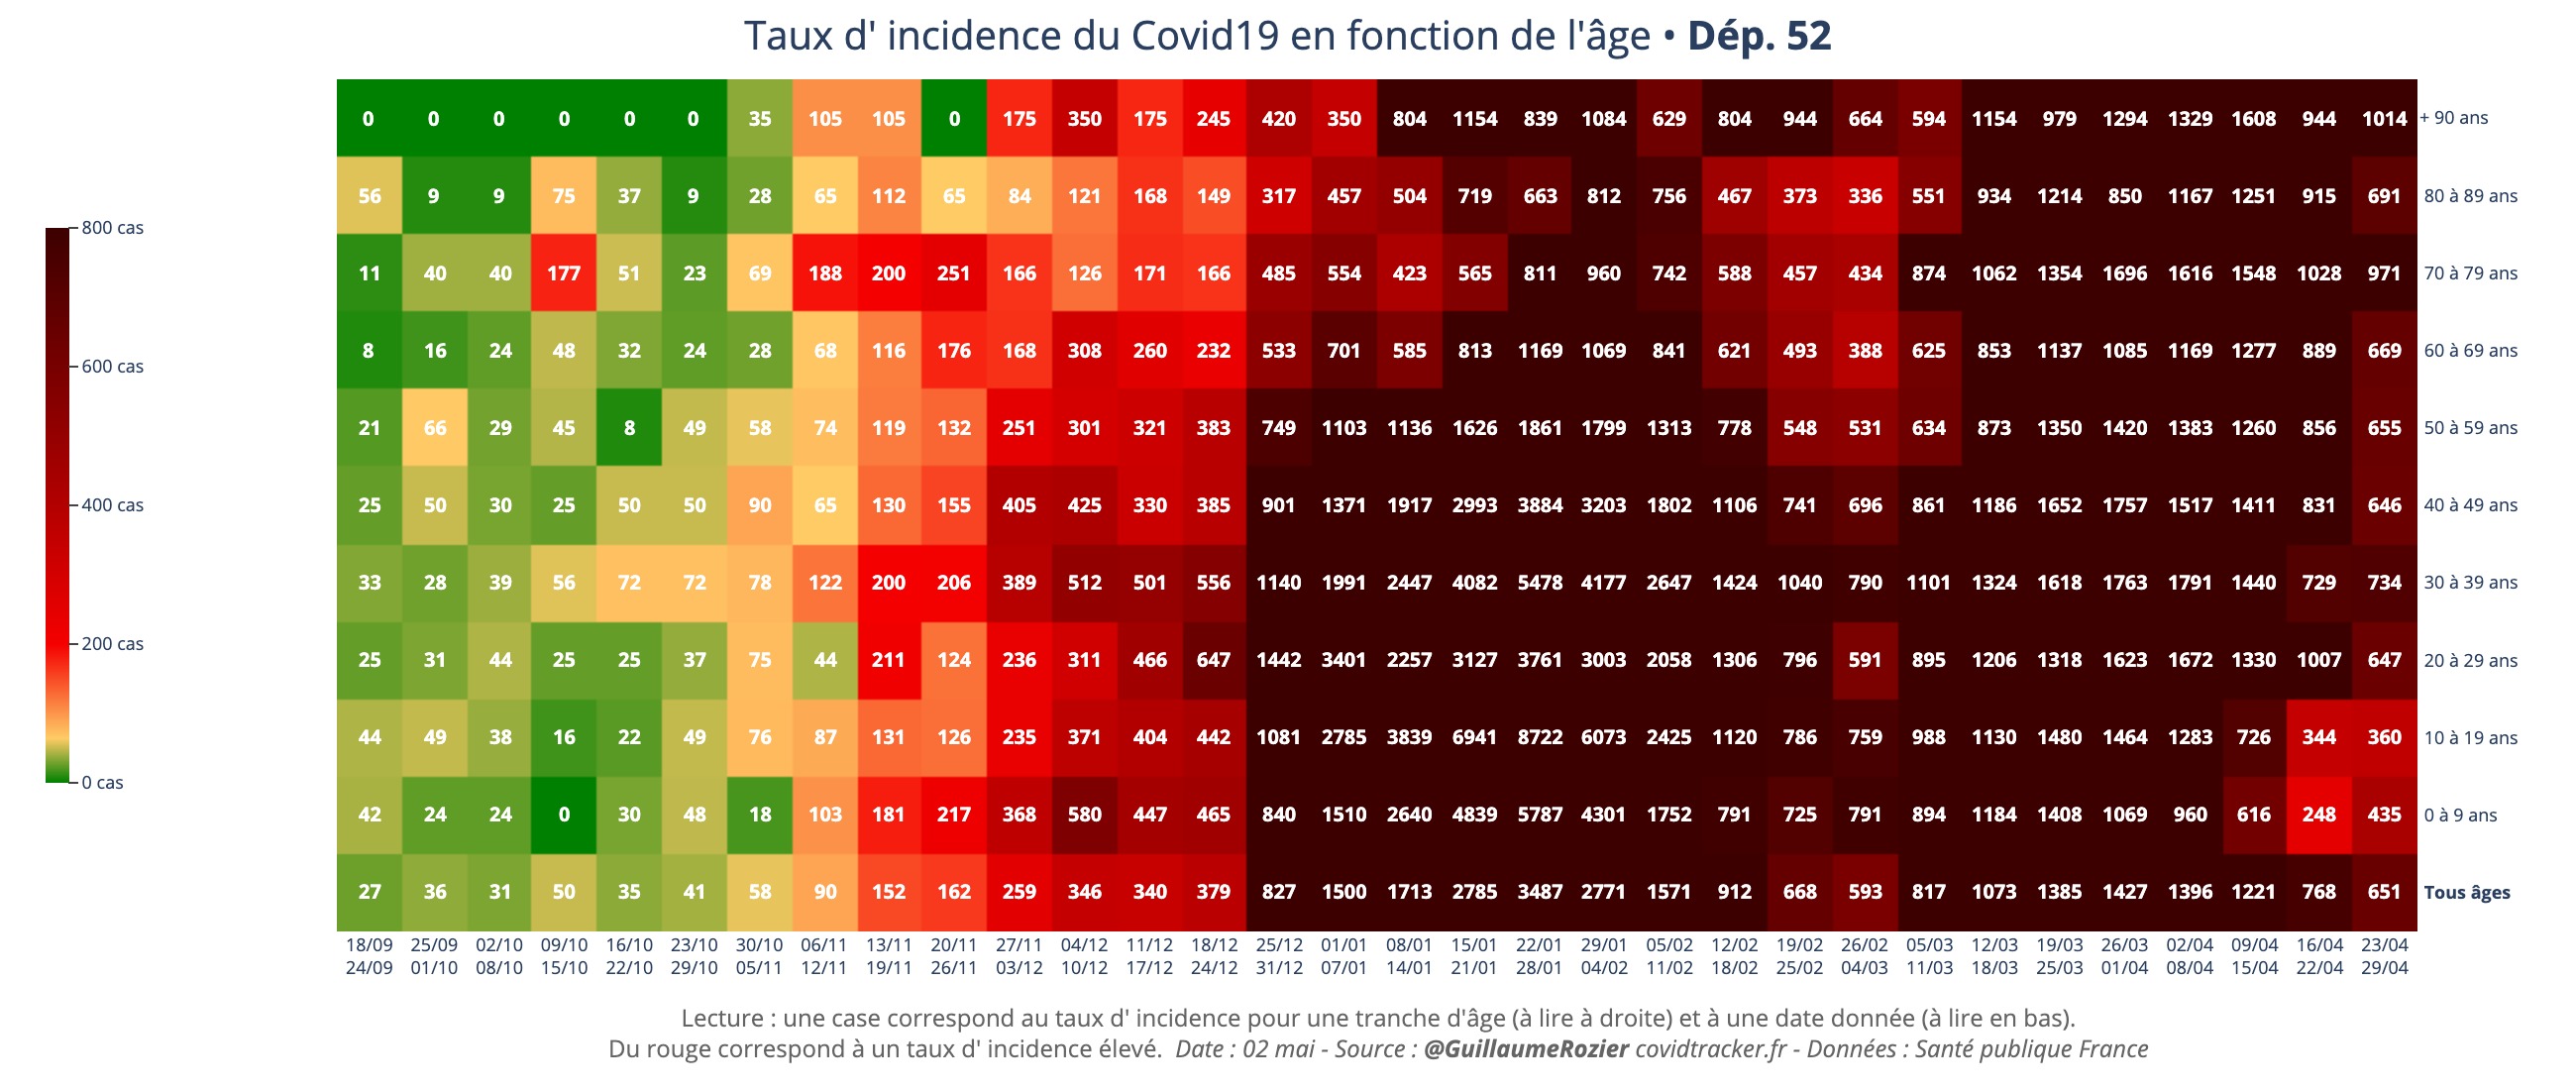 Taux d' incidence du Covid19 en fonction de l'âge • Dép. 52
800 cas
600 cas
400 cas
200 cas
0 cas
0 0 0 0 0 0 35 105 105 0 175 350 175 245 420 350 804 1154 839 1084 629 804 944 664 594 1154 979 1294 1329 1608 944 1014 + 90 ans
56 9 9 75 37 9 28 65 112 65 84 121 168 149 317 457 504 719 663 812 756 467 373 336 551 934 1214 850 1167 1251 915 691 80 à 89 ans
11 40 40 177 51 23 69 188 200 251 166 126 171 166 485 554 423 565 811 960 742 588 457 434 874 1062 1354 1696 1616 1548 1028 971 70 à 79 ans
8 16 24 48 32 24 28 68 116 176 168 308 260 232 533 701 585 813 1169 1069 841 621 493 388 625 853 1137 1085 1169 1277 889 669 60 à 69 ans
21 66 29 45 8 49 58 74 119 132 251 301 321 383 749 1103 1136 1626 1861 1799 1313 778 548 531 634 873 1350 1420 1383 1260 856 655 50 à 59 ans
25 50 30 25 50 50 90 65 130 155 405 425 330 385 901 1371 1917 2993 3884 3203 1802 1106 741 696 861 1186 1652 1757 1517 1411 831 646 40 à 49 ans
33 28 39 56 72 72 78 122 200 206 389 512 501 556 1140 1991 2447 4082 5478 4177 2647 1424 1040 790 1101 1324 1618 1763 1791 1440 729 734 30 à 39 ans
25 31 44 25 25 37 75 44 211 124 236 311 466 647 1442 3401 2257 3127 3761 3003 2058 1306 796 591 895 1206 1318 1623 1672 1330 1007 647 20 à 29 ans
44 49 38 16 22 49 76 87 131 126 235 371 404 442 1081 2785 3839 6941 8722 6073 2425 1120 786 759 988 1130 1480 1464 1283 726 344 360 10 à 19 ans
42 24 24 0 30 48 18 103 181 217 368 580 447 465 840 1510 2640 4839 5787 4301 1752 791 725 791 894 1184 1408 1069 960 616 248 435 0 à 9 ans
27 36 31 50 35 41 58 90 152 162 259 346 340 379 827 1500 1713 2785 3487 2771 1571 912 668 593 817 1073 1385 1427 1396 1221 768 651 Tous âges
18/09 25/09 02/10 09/10 16/10 23/10 30/10 06/11 13/11 20/11 27/11 04/12 11/12 18/12 25/12 01/01 08/01 15/01 22/01 29/01 05/02 12/02 19/02 26/02 05/03 12/03 19/03 26/03 02/04 09/04 16/04 23/04
24/09 01/10 08/10 15/10 22/10 29/10 05/11 12/11 19/11 26/11 03/12 10/12 17/12 24/12 31/12 07/01 14/01 21/01 28/01 04/02 11/02 18/02 25/02 04/03 11/03 18/03 25/03 01/04 08/04 15/04 22/04 29/04
Lecture : une case correspond au taux d' incidence pour une tranche d'âge (à lire à droite) et à une date donnée (à lire en bas).
Du rouge correspond à un taux d' incidence élevé. Date : 02 mai - Source : @GuillaumeRozier covidtracker.fr - Données : Santé publique France